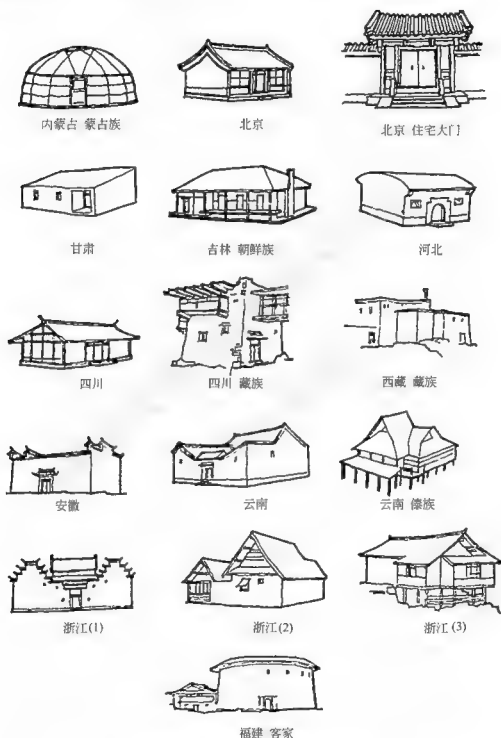 内蒙古 蒙古族
北京
北京 住宅大门
甘肃
吉林 朝鲜族
河北
四川
四川 藏族
西藏 藏族
安徽
云南
云南 傣族
浙江(1)
浙江(2)
浙江(3)
福建 客家